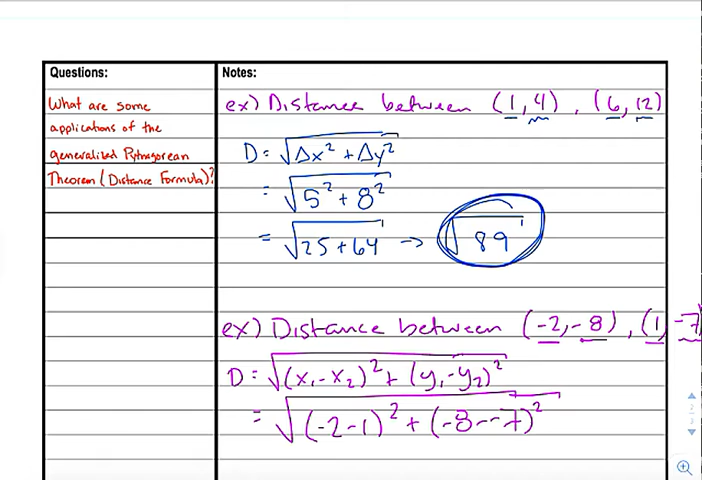 Questions:
Notes:
What are some
applications of the
generalized Pythagorean
Theorem (Distance Formula)?
ex) Distance between (1,4), (6,12)
D = √Δx² + Δy²
= √5² + 8²
= √25+64 → √89
ex) Distance between (-2,-8), (1,-7
D = √(x₁-x₂)² + (y₁-y₂)²
= √(-2-1)² + (-8--7)²